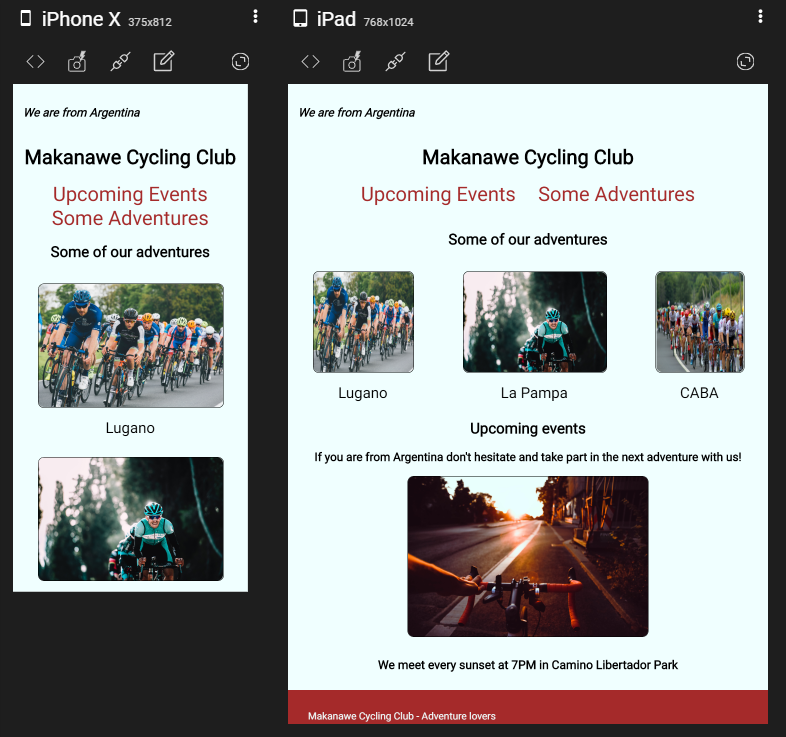 iPhone X 375x812
We are from Argentina
Makanawe Cycling Club
Upcoming Events
Some Adventures
Some of our adventures
Lugano
iPad 768x1024
We are from Argentina
Makanawe Cycling Club
Upcoming Events Some Adventures
Some of our adventures
Lugano La Pampa CABA
Upcoming events
If you are from Argentina don't hesitate and take part in the next adventure with us!
We meet every sunset at 7PM in Camino Libertador Park
Makanawe Cycling Club - Adventure lovers